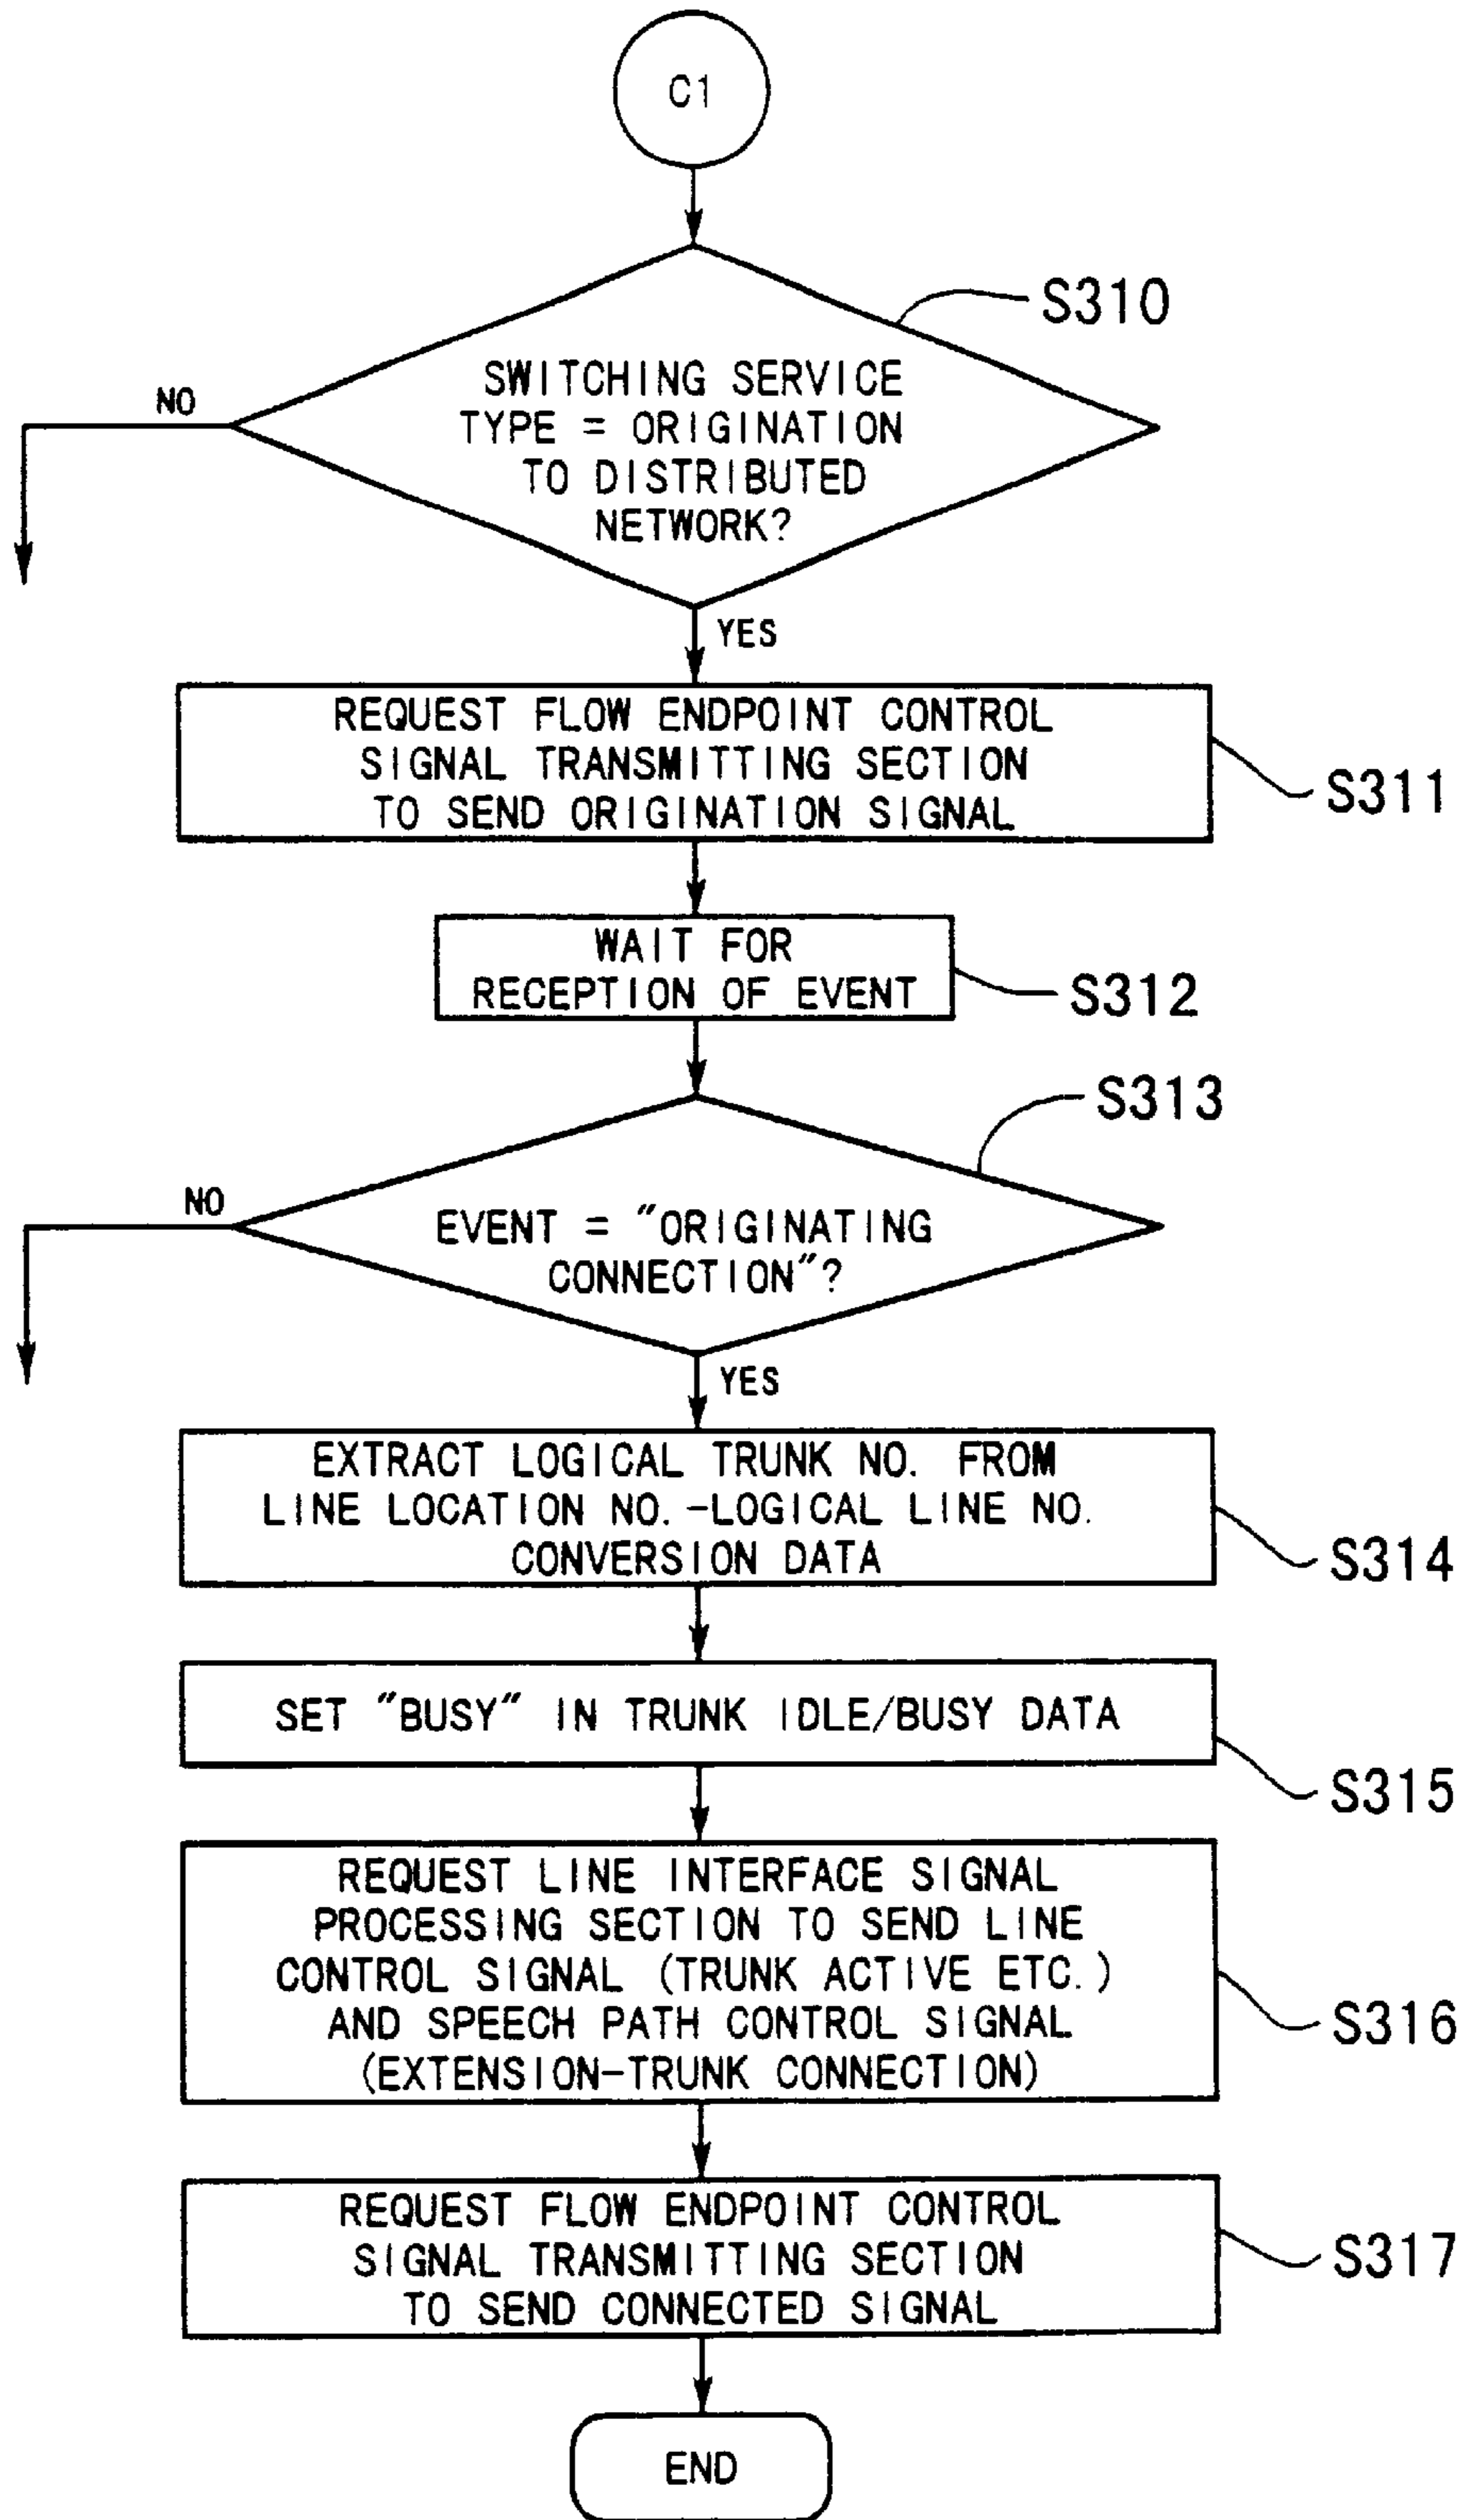 C1
S310
SWITCHING SERVICE
TYPE = ORIGINATION
TO DISTRIBUTED
NETWORK?
NO
YES
REQUEST FLOW ENDPOINT CONTROL
SIGNAL TRANSMITTING SECTION
TO SEND ORIGINATION SIGNAL
S311
WAIT FOR
RECEPTION OF EVENT
S312
S313
EVENT = "ORIGINATING
CONNECTION"?
NO
YES
EXTRACT LOGICAL TRUNK NO. FROM
LINE LOCATION NO.-LOGICAL LINE NO.
CONVERSION DATA
S314
SET "BUSY" IN TRUNK IDLE/BUSY DATA
S315
REQUEST LINE INTERFACE SIGNAL
PROCESSING SECTION TO SEND LINE
CONTROL SIGNAL (TRUNK ACTIVE ETC.)
AND SPEECH PATH CONTROL SIGNAL
(EXTENSION-TRUNK CONNECTION)
S316
REQUEST FLOW ENDPOINT CONTROL
SIGNAL TRANSMITTING SECTION
TO SEND CONNECTED SIGNAL
S317
END